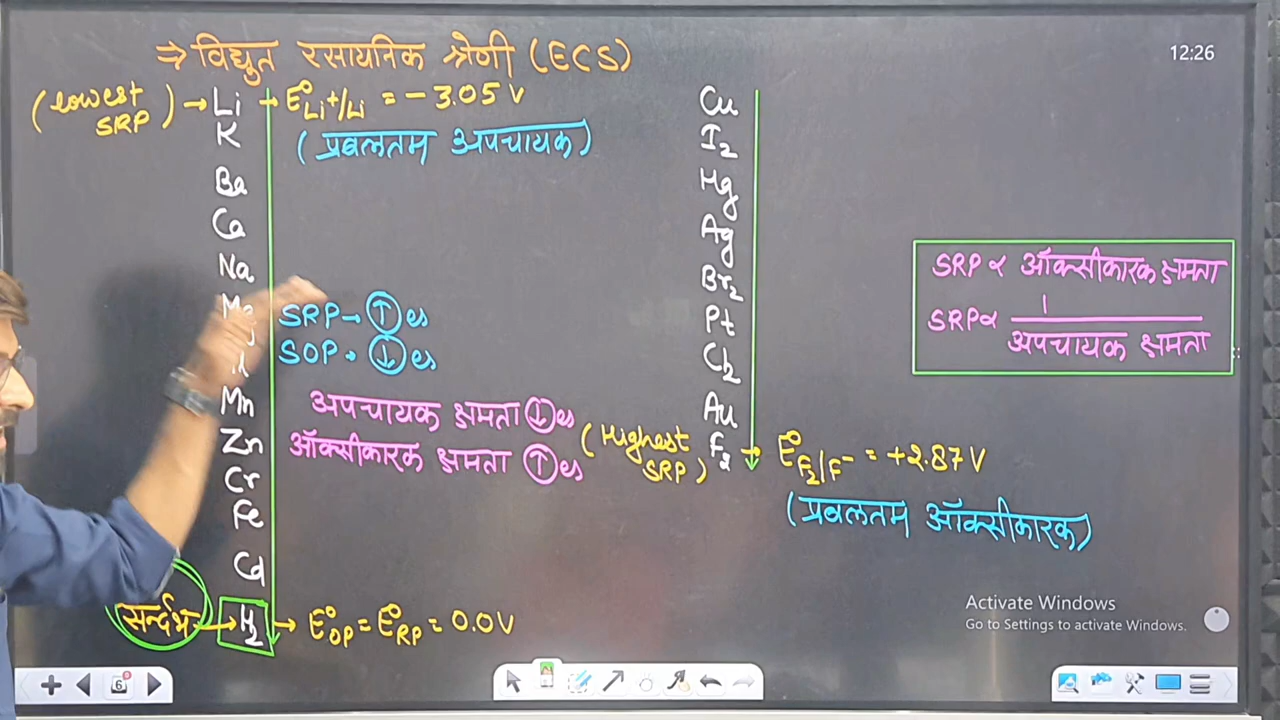 ⇒ विद्युत रसायनिक श्रेणी (ECS)
12:26
(lowest SRP) → Li → E°Li+/Li = - 3.05 V
(प्रबलतम अपचायक)
K
Ba
Ca
Na
SRP → ↑es
SOP → ↓es
Mn
अपचायक क्षमता ↓es
Zn
ऑक्सीकारक क्षमता ↑es
Cr
Fe
सन्दर्भ → H2 → E°OP = E°RP = 0.0V
Cu
I2
Hg
Ag
Br2
Pt
Cl2
Au
(Highest SRP) F2 → E°F2/F- = +2.87V
(प्रबलतम ऑक्सीकारक)
SRP ∝ ऑक्सीकारक क्षमता
SRP ∝ 1 / अपचायक क्षमता
Activate Windows
Go to Settings to activate Windows.
6